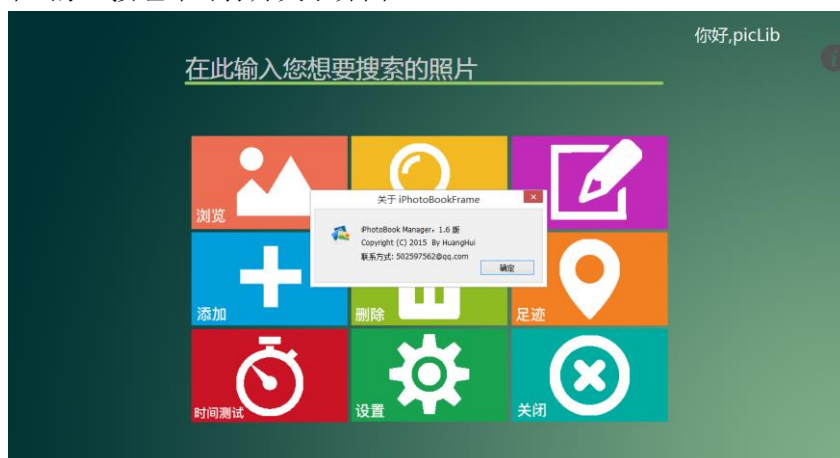 你好,picLib
在此输入您想要搜索的照片
浏览
关于 iPhotoBookFrame
iPhotoBook Manager, 1.6 版
Copyright (C) 2015 By HuangHui
联系方式: 502597562@qq.com
确定
添加
删除
足迹
时间测试
设置
关闭